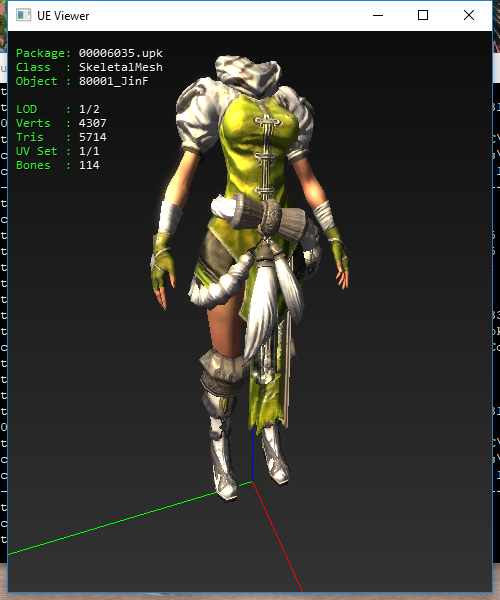 UE Viewer
Package: 00006035.upk
Class : SkeletalMesh
Object : 80001_JinF
LOD : 1/2
Verts : 4307
Tris : 5714
UV Set : 1/1
Bones : 114